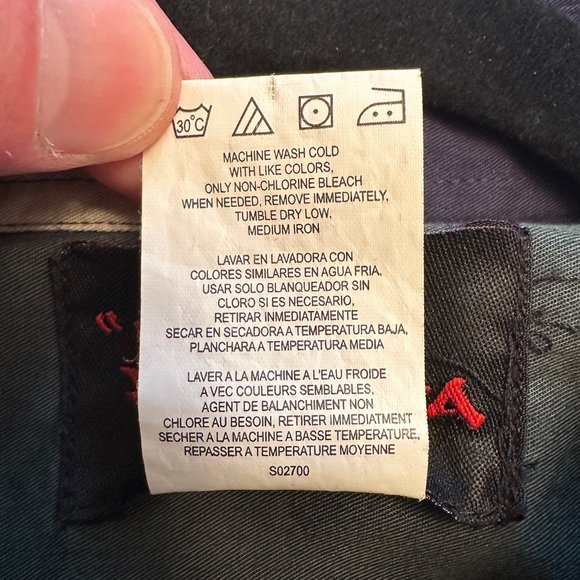 30°C
MACHINE WASH COLD
WITH LIKE COLORS,
ONLY NON-CHLORINE BLEACH
WHEN NEEDED, REMOVE IMMEDIATELY,
TUMBLE DRY LOW,
MEDIUM IRON
LAVAR EN LAVADORA CON
COLORES SIMILARES EN AGUA FRIA,
USAR SOLO BLANQUEADOR SIN
CLORO SI ES NECESARIO,
RETIRAR INMEDIATAMENTE
SECAR EN SECADORA A TEMPERATURA BAJA,
PLANCHAR A TEMPERATURA MEDIA
LAVER A LA MACHINE A L'EAU FROIDE
A VEC COULEURS SEMBLABLES,
AGENT DE BALANCHIMENT NON
CHLORE AU BESOIN, RETIRER IMMEDIATMENT
SECHER A LA MACHINE A BASSE TEMPERATURE,
REPASSER A TEMPERATURE MOYENNE
S02700